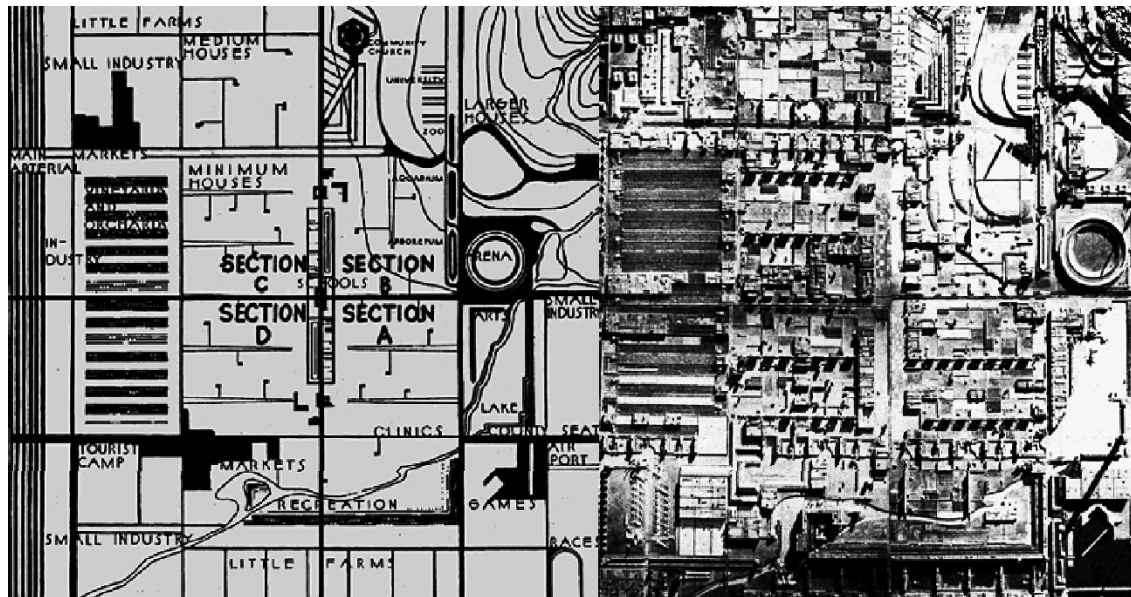 LITTLE FARMS
MEDIUM
HOUSES
COMMUNITY
CHURCH
SMALL INDUSTRY
UNIVERSITY
LARGER
HOUSES
ZOO
MAIN
ARTERIAL
MARKETS
MINIMUM
HOUSES
AQUARIUM
VINEYARDS
AND
ORCHARDS
IN-
DUSTRY
ARBORETUM
ARENA
SECTION
C
SECTION
B
SCHOOLS
SECTION
D
SECTION
A
ARTS
SMALL
INDUSTRY
LAKE
CLINICS
COUNTY SEAT
TOURIST
CAMP
MARKETS
AIR
PORT
RECREATION
GAMES
SMALL INDUSTRY
RACES
LITTLE FARMS